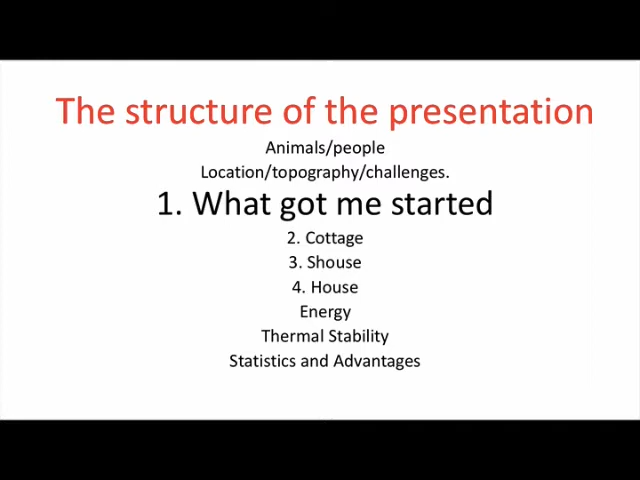 The structure of the presentation
Animals/people
Location/topography/challenges.
1. What got me started
2. Cottage
3. Shouse
4. House
Energy
Thermal Stability
Statistics and Advantages